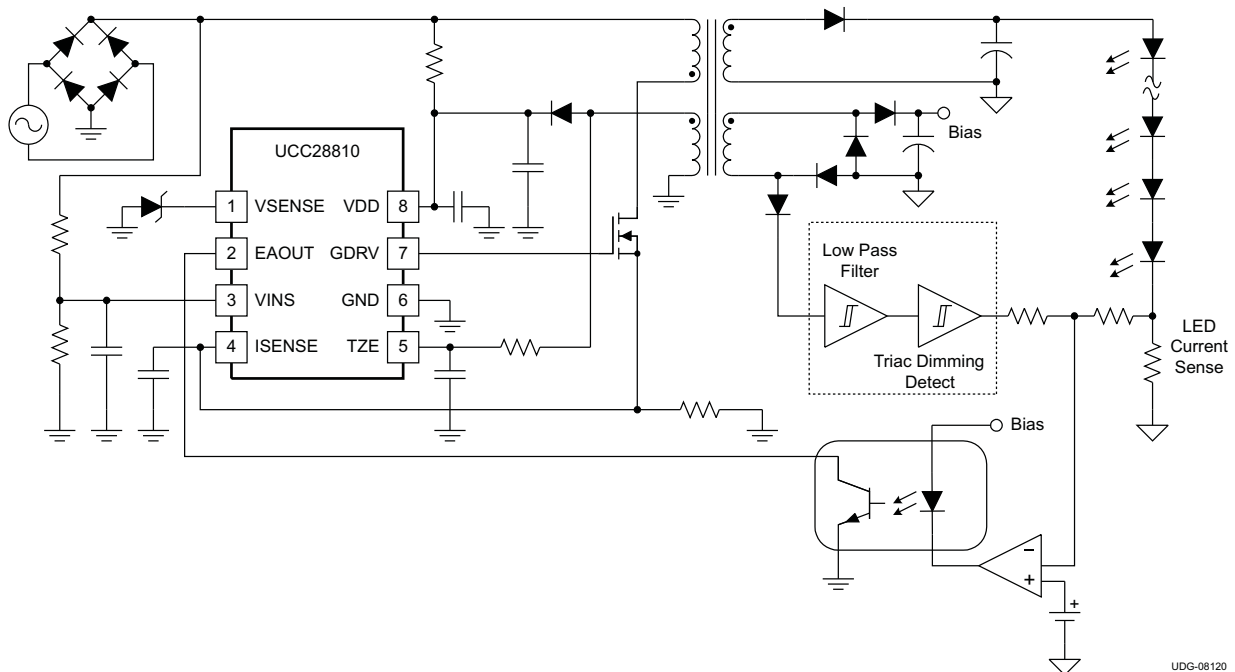 Bias
UCC28810
1 VSENSE VDD 8
2 EAOUT GDRV 7
3 VINS GND 6
4 ISENSE TZE 5
Low Pass
Filter
Triac Dimming
Detect
LED
Current
Sense
Bias
−
+
+
UDG-08120